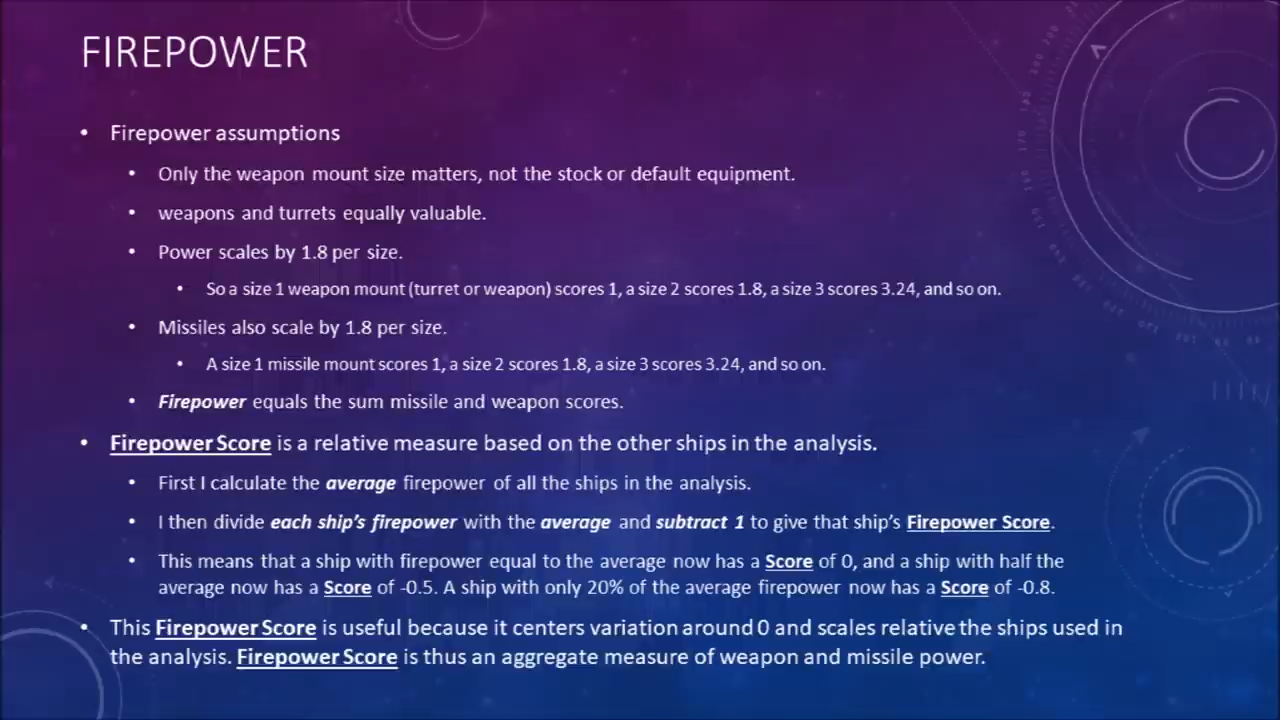 FIREPOWER
• Firepower assumptions
• Only the weapon mount size matters, not the stock or default equipment.
• weapons and turrets equally valuable.
• Power scales by 1.8 per size.
• So a size 1 weapon mount (turret or weapon) scores 1, a size 2 scores 1.8, a size 3 scores 3.24, and so on.
• Missiles also scale by 1.8 per size.
• A size 1 missile mount scores 1, a size 2 scores 1.8, a size 3 scores 3.24, and so on.
• Firepower equals the sum missile and weapon scores.
• Firepower Score is a relative measure based on the other ships in the analysis.
• First I calculate the average firepower of all the ships in the analysis.
• I then divide each ship's firepower with the average and subtract 1 to give that ship's Firepower Score.
• This means that a ship with firepower equal to the average now has a Score of 0, and a ship with half the
average now has a Score of -0.5. A ship with only 20% of the average firepower now has a Score of -0.8.
• This Firepower Score is useful because it centers variation around 0 and scales relative the ships used in
the analysis. Firepower Score is thus an aggregate measure of weapon and missile power.